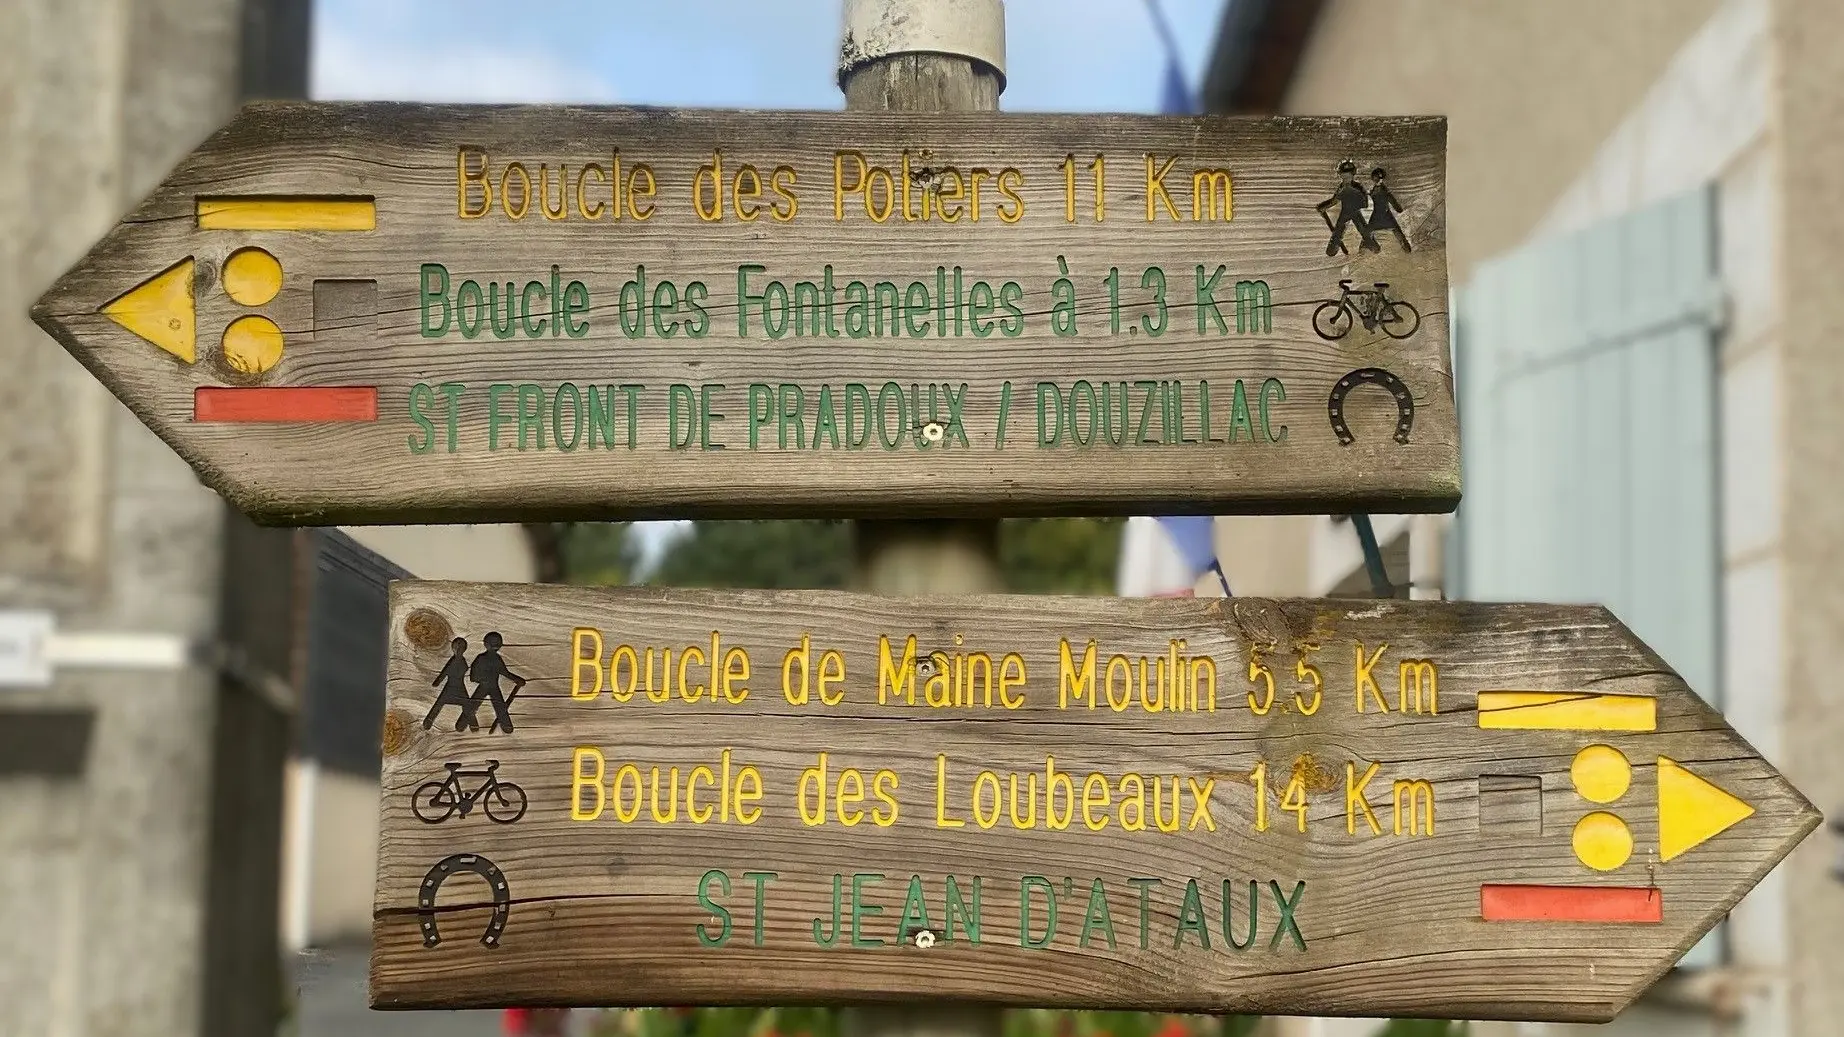 Boucle des Potiers 11 Km
Boucle des Fontanelles à 1.3 Km
ST FRONT DE PRADOUX / DOUZILLAC
Boucle de Maine Moulin 5.5 Km
Boucle des Loubeaux 14 Km
ST JEAN D'ATAUX